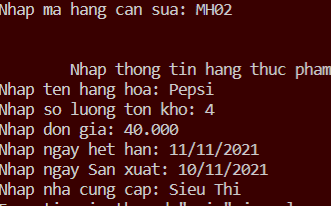 Nhap ma hang can sua: MH02
Nhap thong tin hang thuc pham
Nhap ten hang hoa: Pepsi
Nhap so luong ton kho: 4
Nhap don gia: 40.000
Nhap ngay het han: 11/11/2021
Nhap ngay San xuat: 10/11/2021
Nhap nha cung cap: Sieu Thi